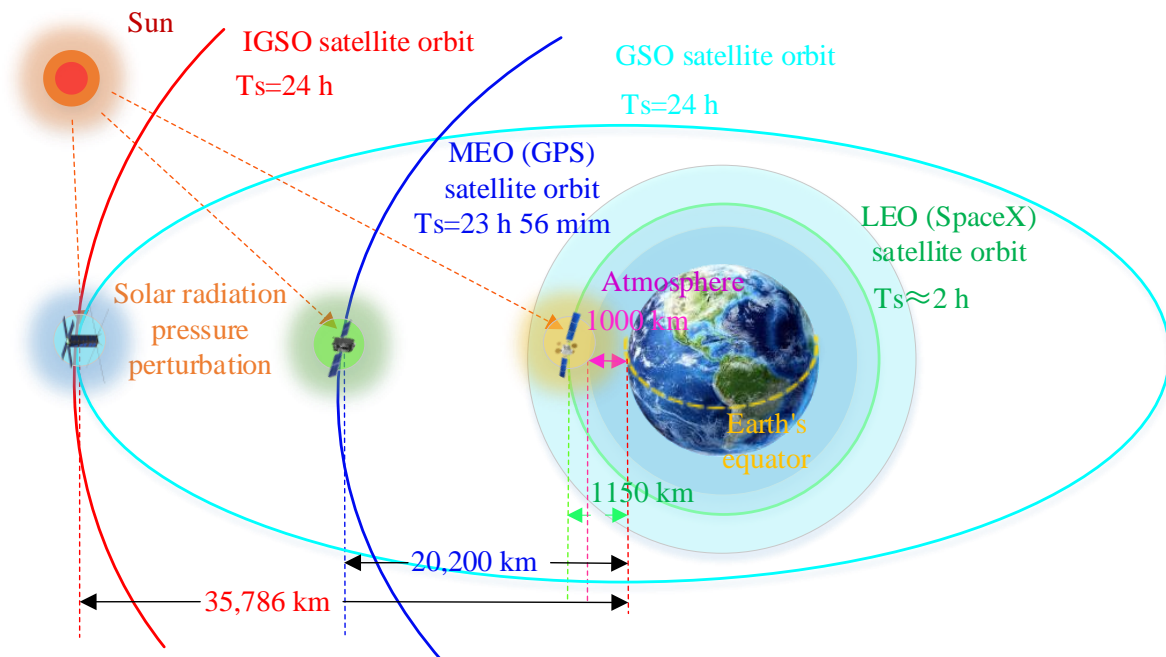 Sun
IGSO satellite orbit
Ts=24 h
GSO satellite orbit
Ts=24 h
MEO (GPS)
satellite orbit
Ts=23 h 56 mim
LEO (SpaceX)
satellite orbit
Ts≈2 h
Atmosphere
1000 km
Solar radiation
pressure
perturbation
Earth's
equator
1150 km
20,200 km
35,786 km